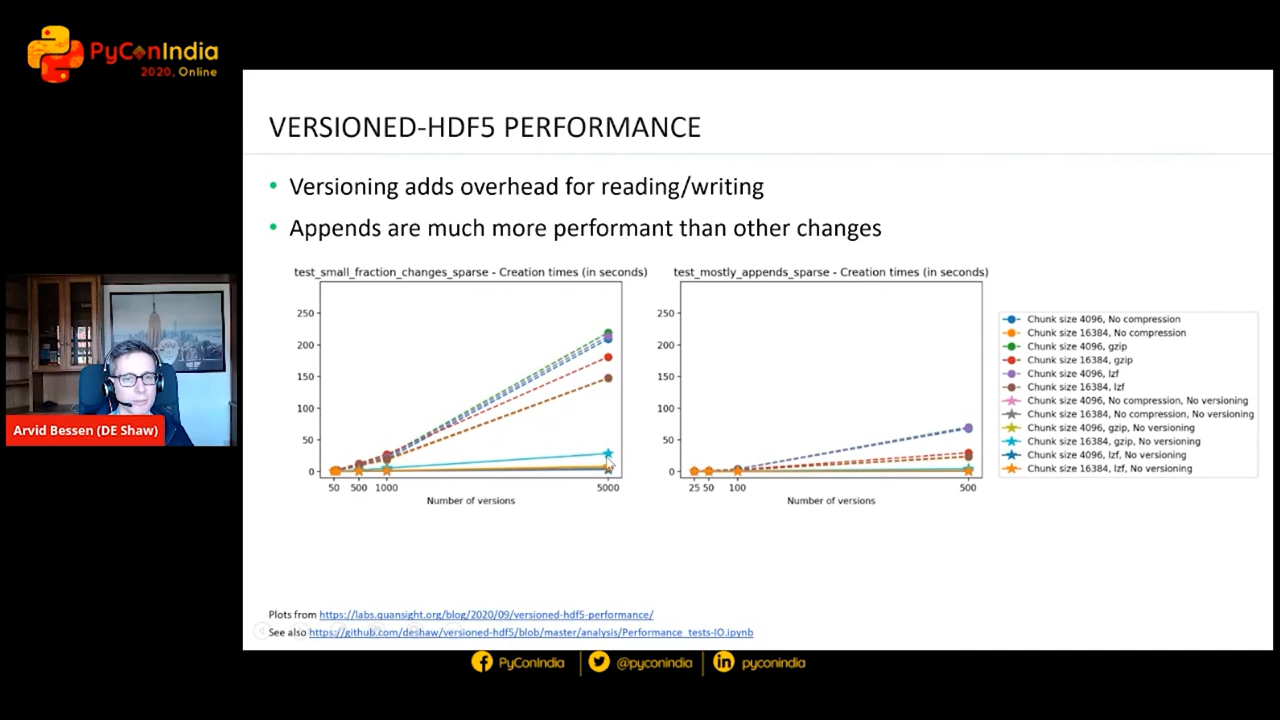 PyConIndia
2020, Online
VERSIONED-HDF5 PERFORMANCE
• Versioning adds overhead for reading/writing
• Appends are much more performant than other changes
test_small_fraction_changes_sparse - Creation times (in seconds)
250
200
150
100
50
0
50 500 1000 5000
Number of versions
test_mostly_appends_sparse - Creation times (in seconds)
250
200
150
100
50
0
25 50 100 500
Number of versions
Chunk size 4096, No compression
Chunk size 16384, No compression
Chunk size 4096, gzip
Chunk size 16384, gzip
Chunk size 4096, lzf
Chunk size 16384, lzf
Chunk size 4096, No compression, No versioning
Chunk size 16384, No compression, No versioning
Chunk size 4096, gzip, No versioning
Chunk size 16384, gzip, No versioning
Chunk size 4096, lzf, No versioning
Chunk size 16384, lzf, No versioning
Arvid Bessen (DE Shaw)
Plots from https://labs.quansight.org/blog/2020/09/versioned-hdf5-performance/
See also https://github.com/deshaw/versioned-hdf5/blob/master/analysis/Performance_tests-IO.ipynb
PyConIndia
@pyconindia
pyconindia